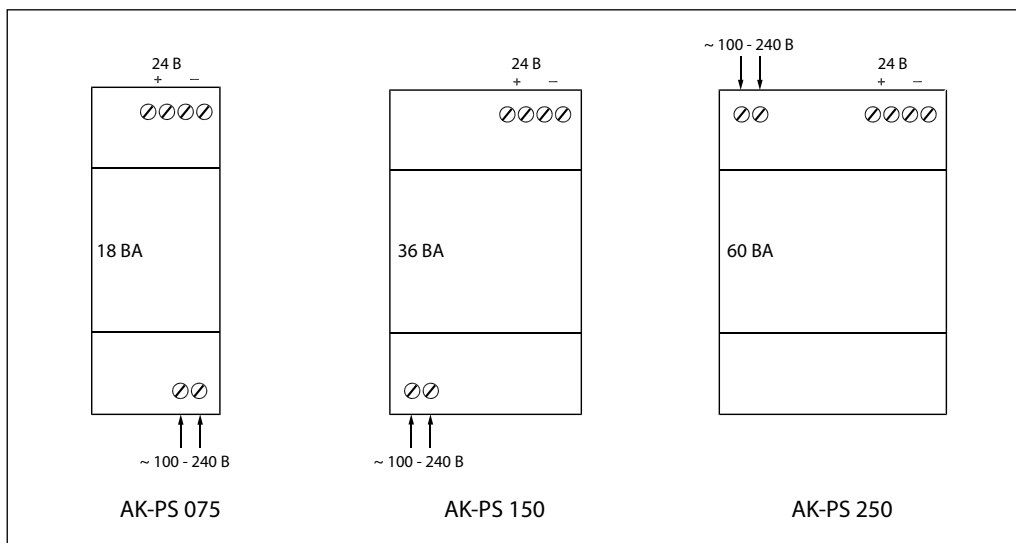 24 В
+ –
18 ВА
~ 100 - 240 В
AK-PS 075
24 В
+ –
36 ВА
~ 100 - 240 В
AK-PS 150
~ 100 - 240 В
24 В
+ –
60 ВА
AK-PS 250